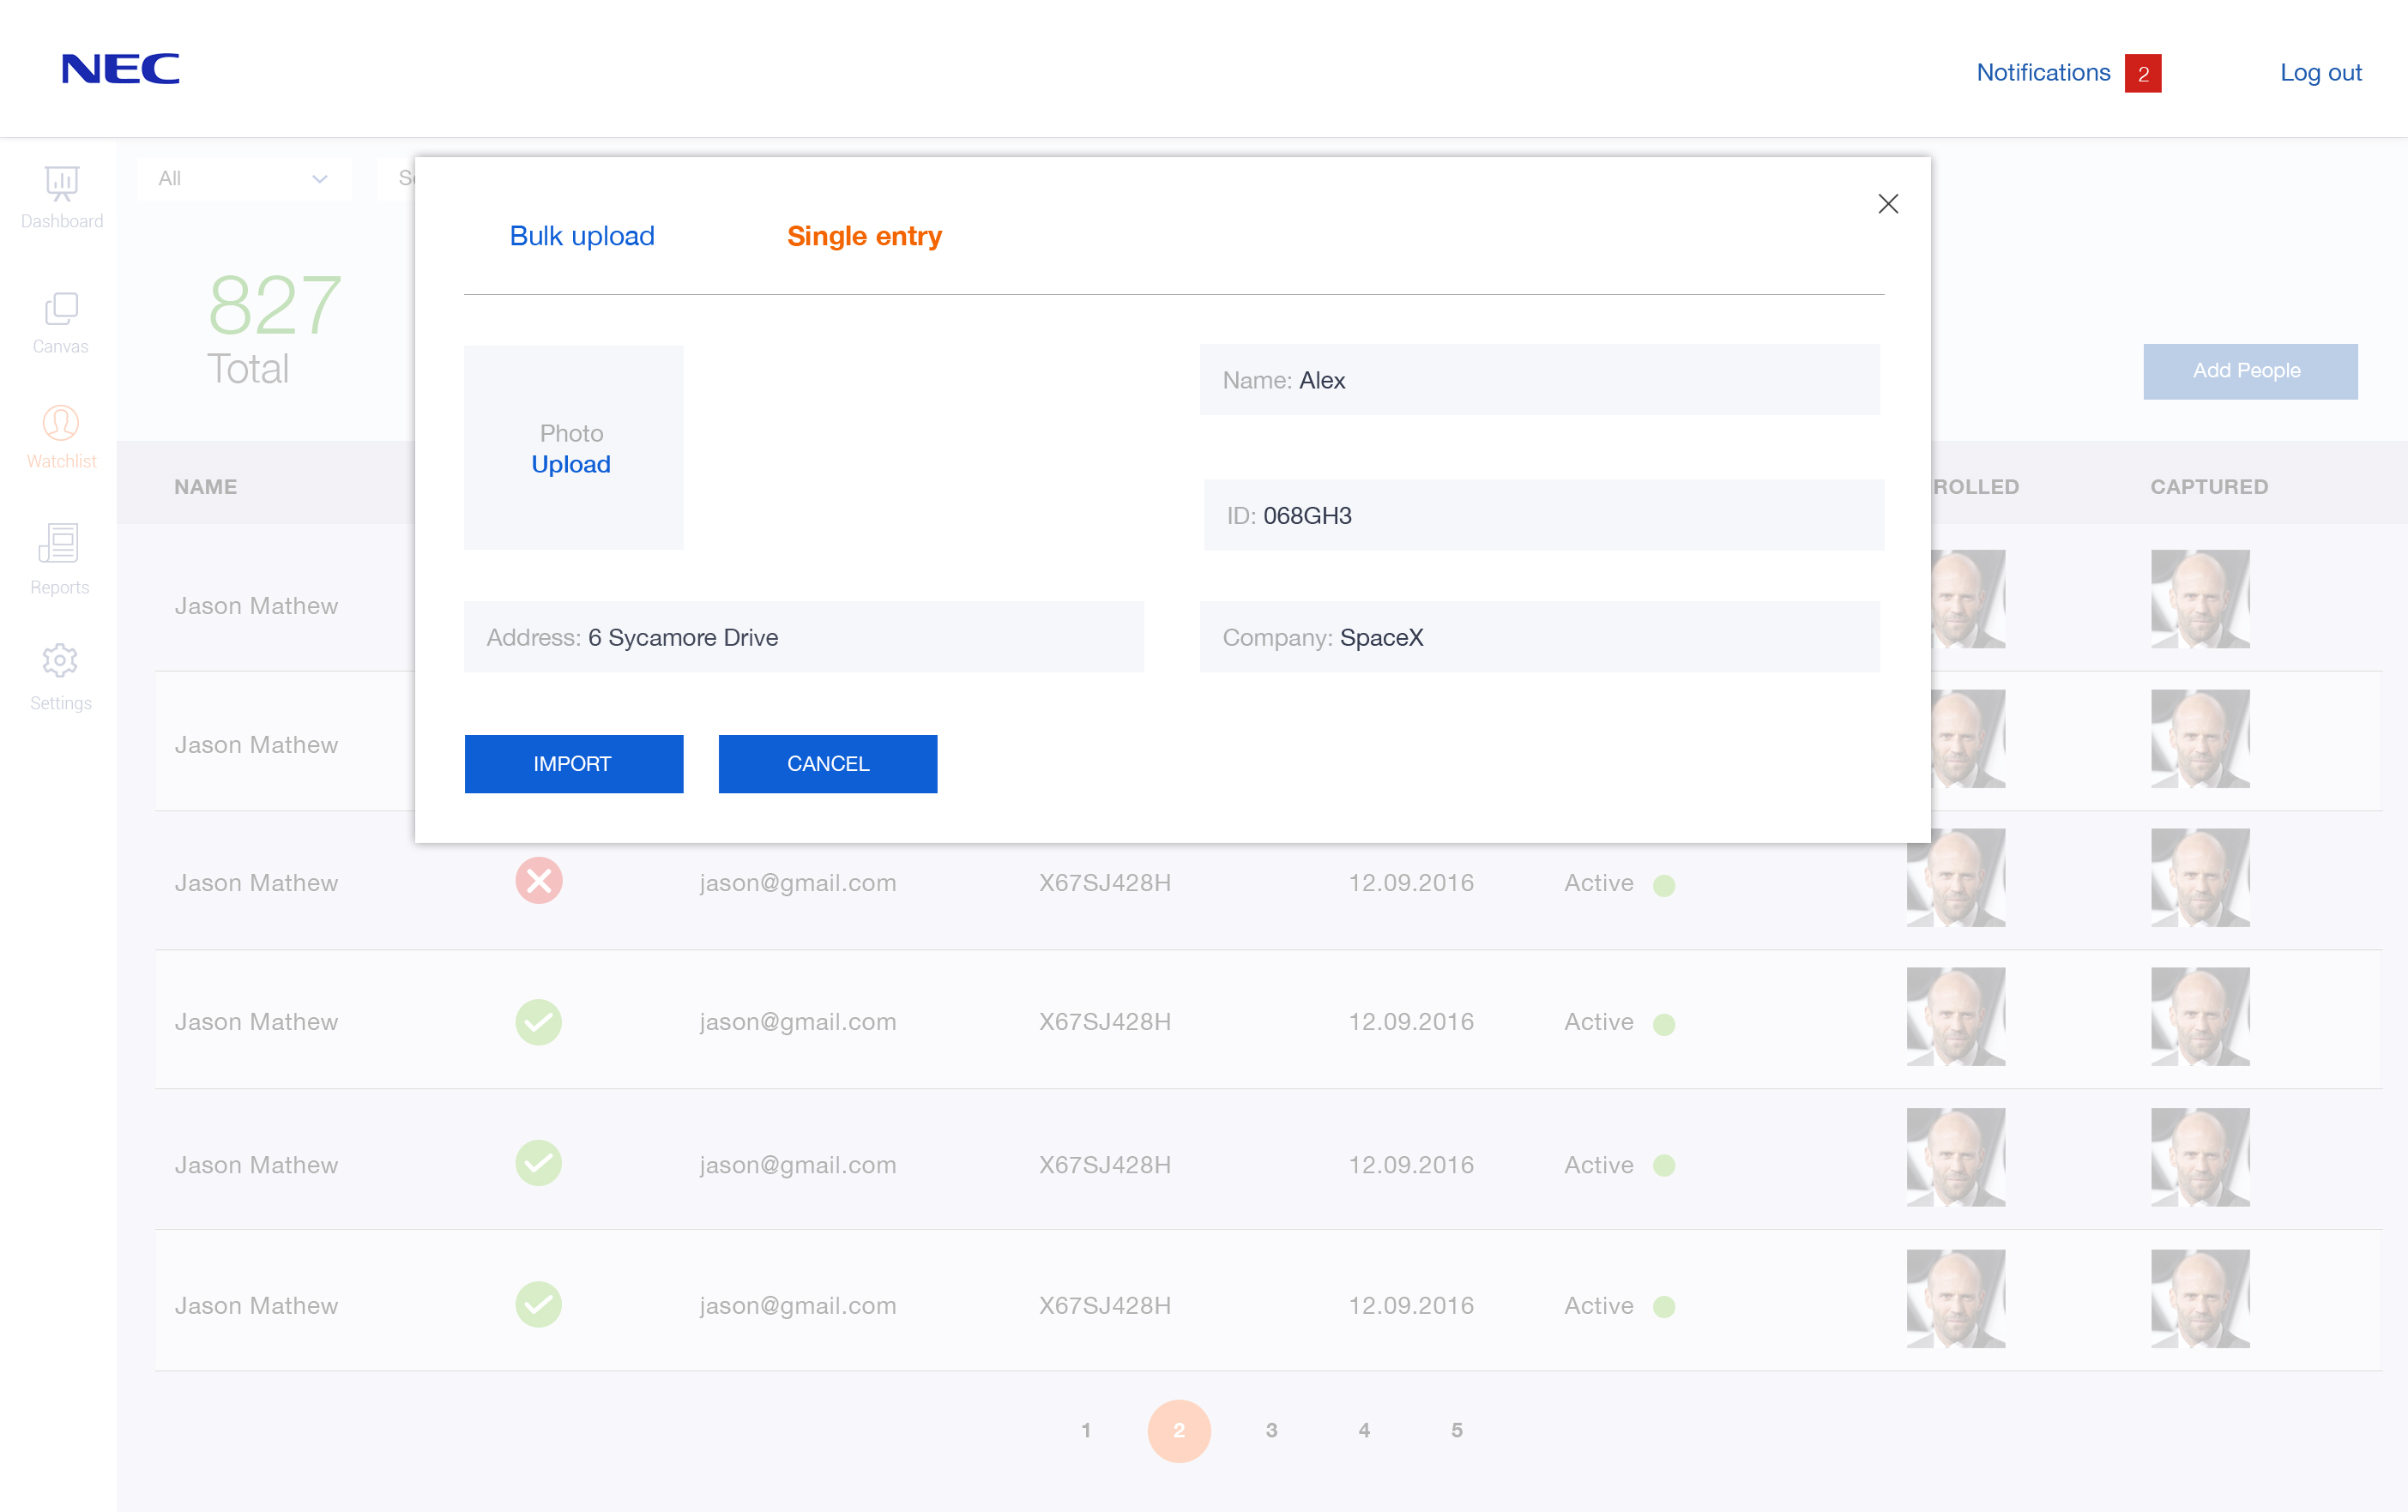 NEC
Notifications 2
Log out
All
Dashboard
Bulk upload
Single entry
827
Total
Canvas
Name: Alex
Add People
Photo
Upload
Watchlist
NAME
ROLLED
CAPTURED
ID: 068GH3
Reports
Jason Mathew
Address: 6 Sycamore Drive
Company: SpaceX
Settings
Jason Mathew
IMPORT
CANCEL
Jason Mathew jason@gmail.com X67SJ428H 12.09.2016 Active
Jason Mathew jason@gmail.com X67SJ428H 12.09.2016 Active
Jason Mathew jason@gmail.com X67SJ428H 12.09.2016 Active
Jason Mathew jason@gmail.com X67SJ428H 12.09.2016 Active
1 2 3 4 5